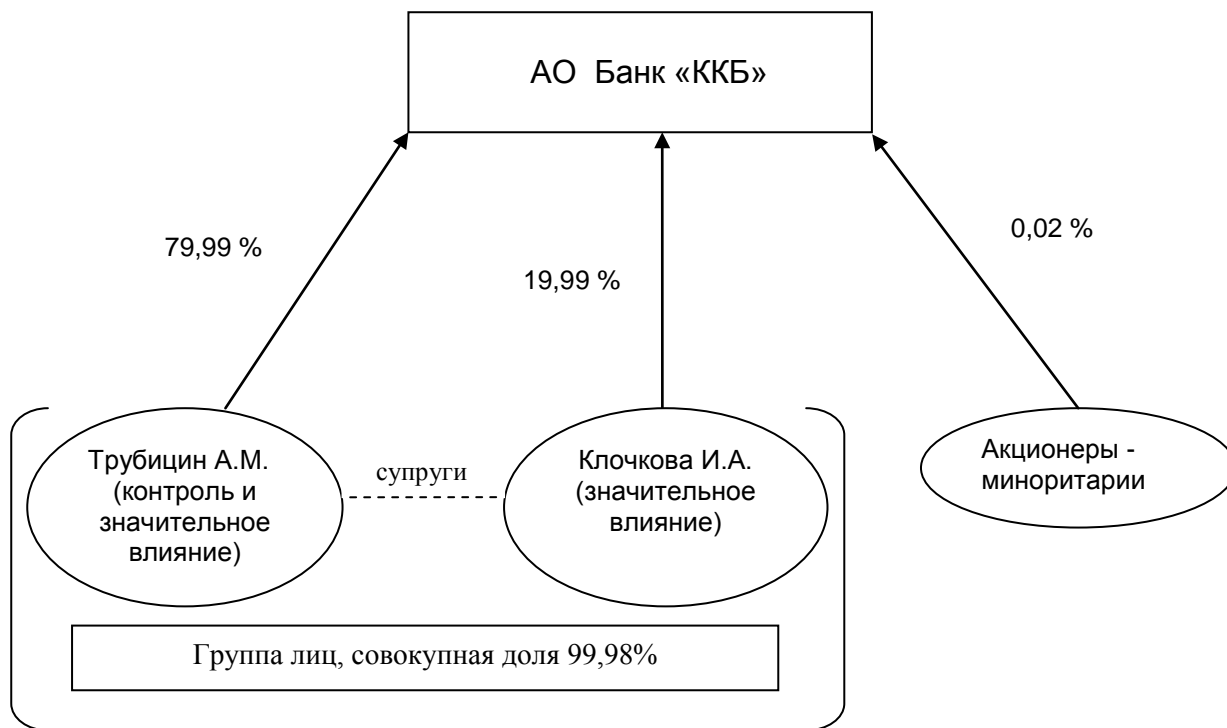 АО Банк «ККБ»
79,99 %
19,99 %
0,02 %
Трубицин А.М.
(контроль и
значительное
влияние)
супруги
Клочкова И.А.
(значительное
влияние)
Акционеры -
миноритарии
Группа лиц, совокупная доля 99,98%